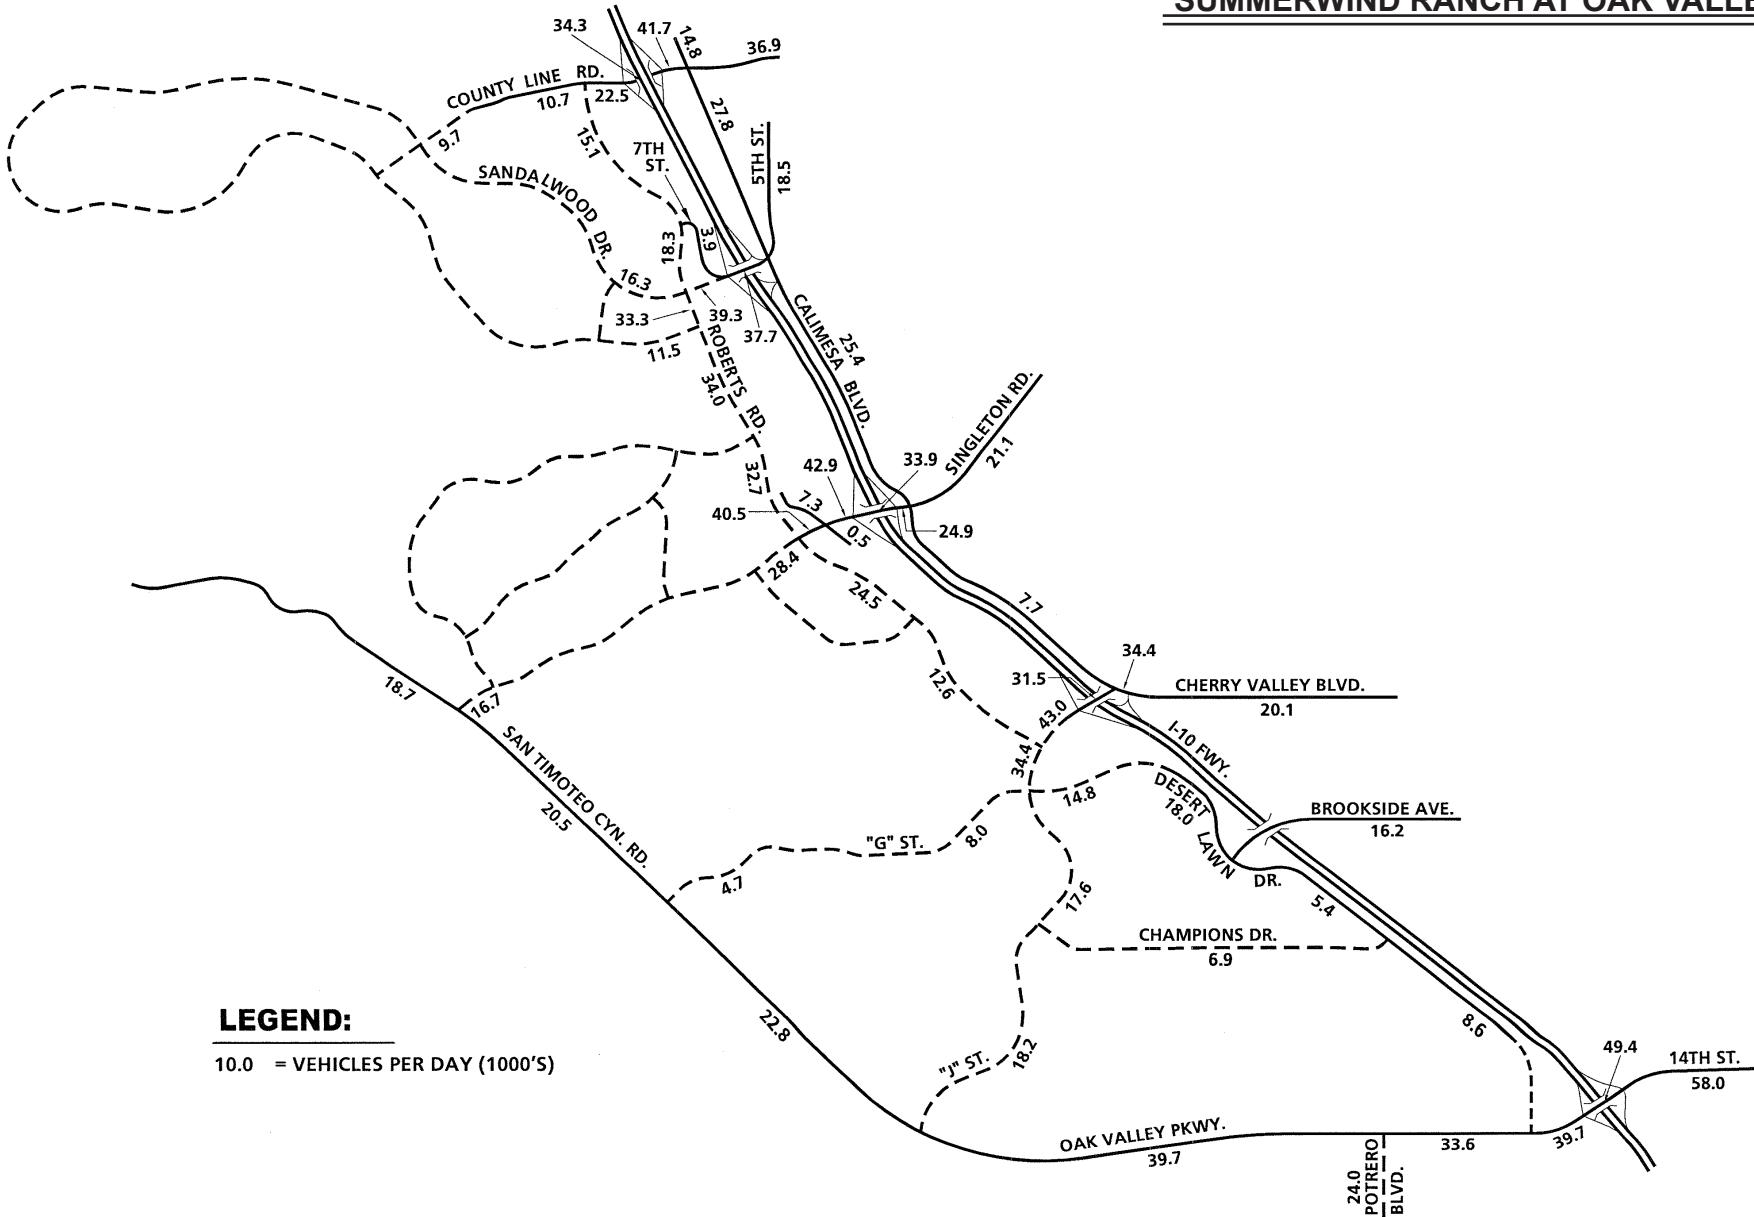 SUMMERWIND RANCH AT OAK VALLE
34.3
41.7
14.8
36.9
COUNTY LINE RD.
10.7
22.5
27.8
9.7
15.1
7TH
ST.
5TH ST.
18.5
SANDALWOOD DR.
18.3
3.9
16.3
33.3
39.3
37.7
11.5
ROBERTS RD.
34.0
CALIMESA BLVD.
25.4
SINGLETON RD.
21.1
32.7
42.9
33.9
7.3
40.5
0.5
24.9
28.4
24.5
7.7
12.6
31.5
34.4
CHERRY VALLEY BLVD.
20.1
18.7
16.7
43.0
34.4
I-10 FWY.
SAN TIMOTEO CYN. RD.
20.5
14.8
DESERT LAWN DR.
18.0
BROOKSIDE AVE.
16.2
"G" ST.
8.0
4.7
17.6
5.4
CHAMPIONS DR.
6.9
22.8
8.6
LEGEND:
10.0 = VEHICLES PER DAY (1000'S)
"J" ST.
18.2
49.4
14TH ST.
58.0
OAK VALLEY PKWY.
39.7
33.6
39.7
24.0
POTRERO
BLVD.